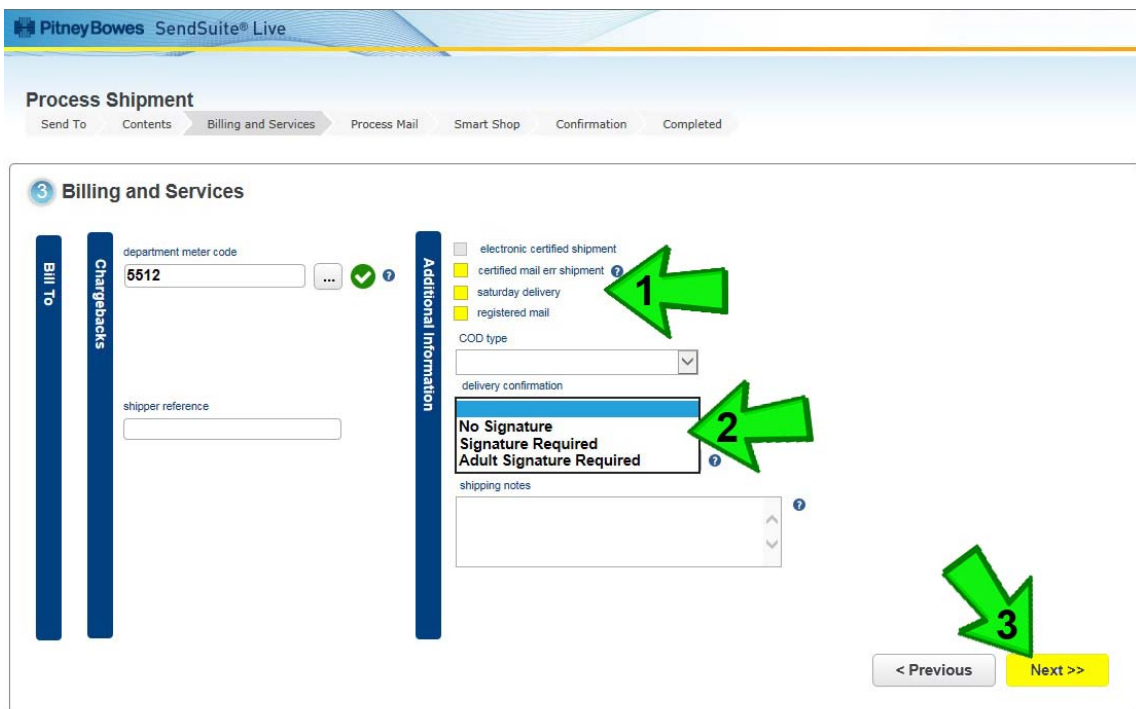 PitneyBowes SendSuite® Live
Process Shipment
Send To Contents Billing and Services Process Mail Smart Shop Confirmation Completed
3 Billing and Services
Bill To
Chargebacks
department meter code
5512
...
?
shipper reference
Additional Information
electronic certified shipment
certified mail err shipment ?
saturday delivery
registered mail
1
COD type
delivery confirmation
No Signature
Signature Required
Adult Signature Required
?
2
shipping notes
?
3
< Previous Next >>